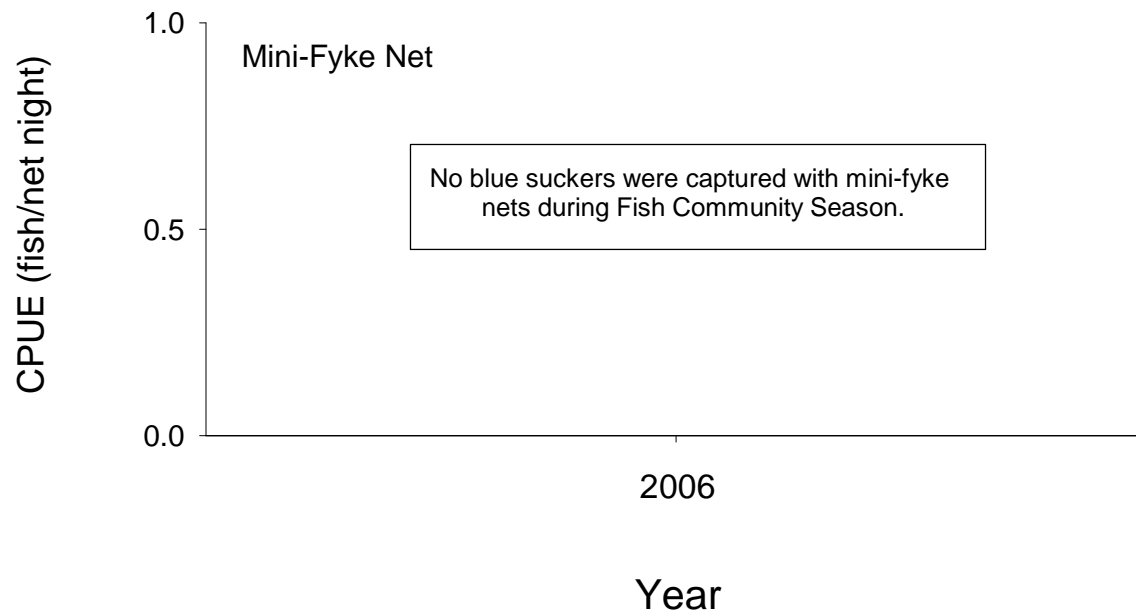 1.0
Mini-Fyke Net
No blue suckers were captured with mini-fyke
nets during Fish Community Season.
0.5
CPUE (fish/net night)
0.0
2006
Year